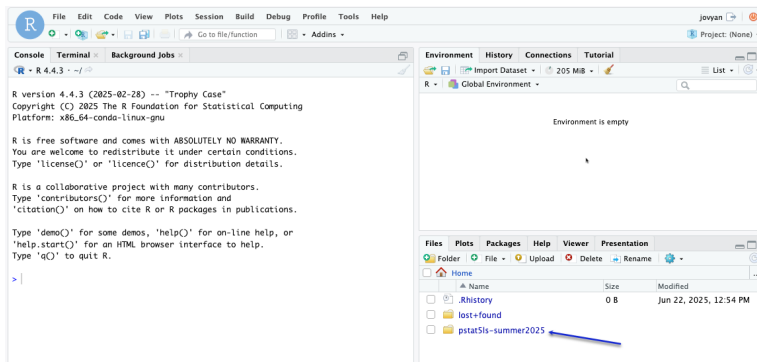 R
File Edit Code View Plots Session Build Debug Profile Tools Help
jovyan
Go to file/function
Addins
Project: (None)
Console Terminal Background Jobs
R 4.4.3 · ~/
R version 4.4.3 (2025-02-28) -- "Trophy Case"
Copyright (C) 2025 The R Foundation for Statistical Computing
Platform: x86_64-conda-linux-gnu
R is free software and comes with ABSOLUTELY NO WARRANTY.
You are welcome to redistribute it under certain conditions.
Type 'license()' or 'licence()' for distribution details.
R is a collaborative project with many contributors.
Type 'contributors()' for more information and
'citation()' on how to cite R or R packages in publications.
Type 'demo()' for some demos, 'help()' for on-line help, or
'help.start()' for an HTML browser interface to help.
Type 'q()' to quit R.
>
Environment History Connections Tutorial
Import Dataset 205 MiB List
R Global Environment
Environment is empty
Files Plots Packages Help Viewer Presentation
Folder File Upload Delete Rename
Home
Name Size Modified
.Rhistory 0 B Jun 22, 2025, 12:54 PM
lost+found
pstat5ls-summer2025